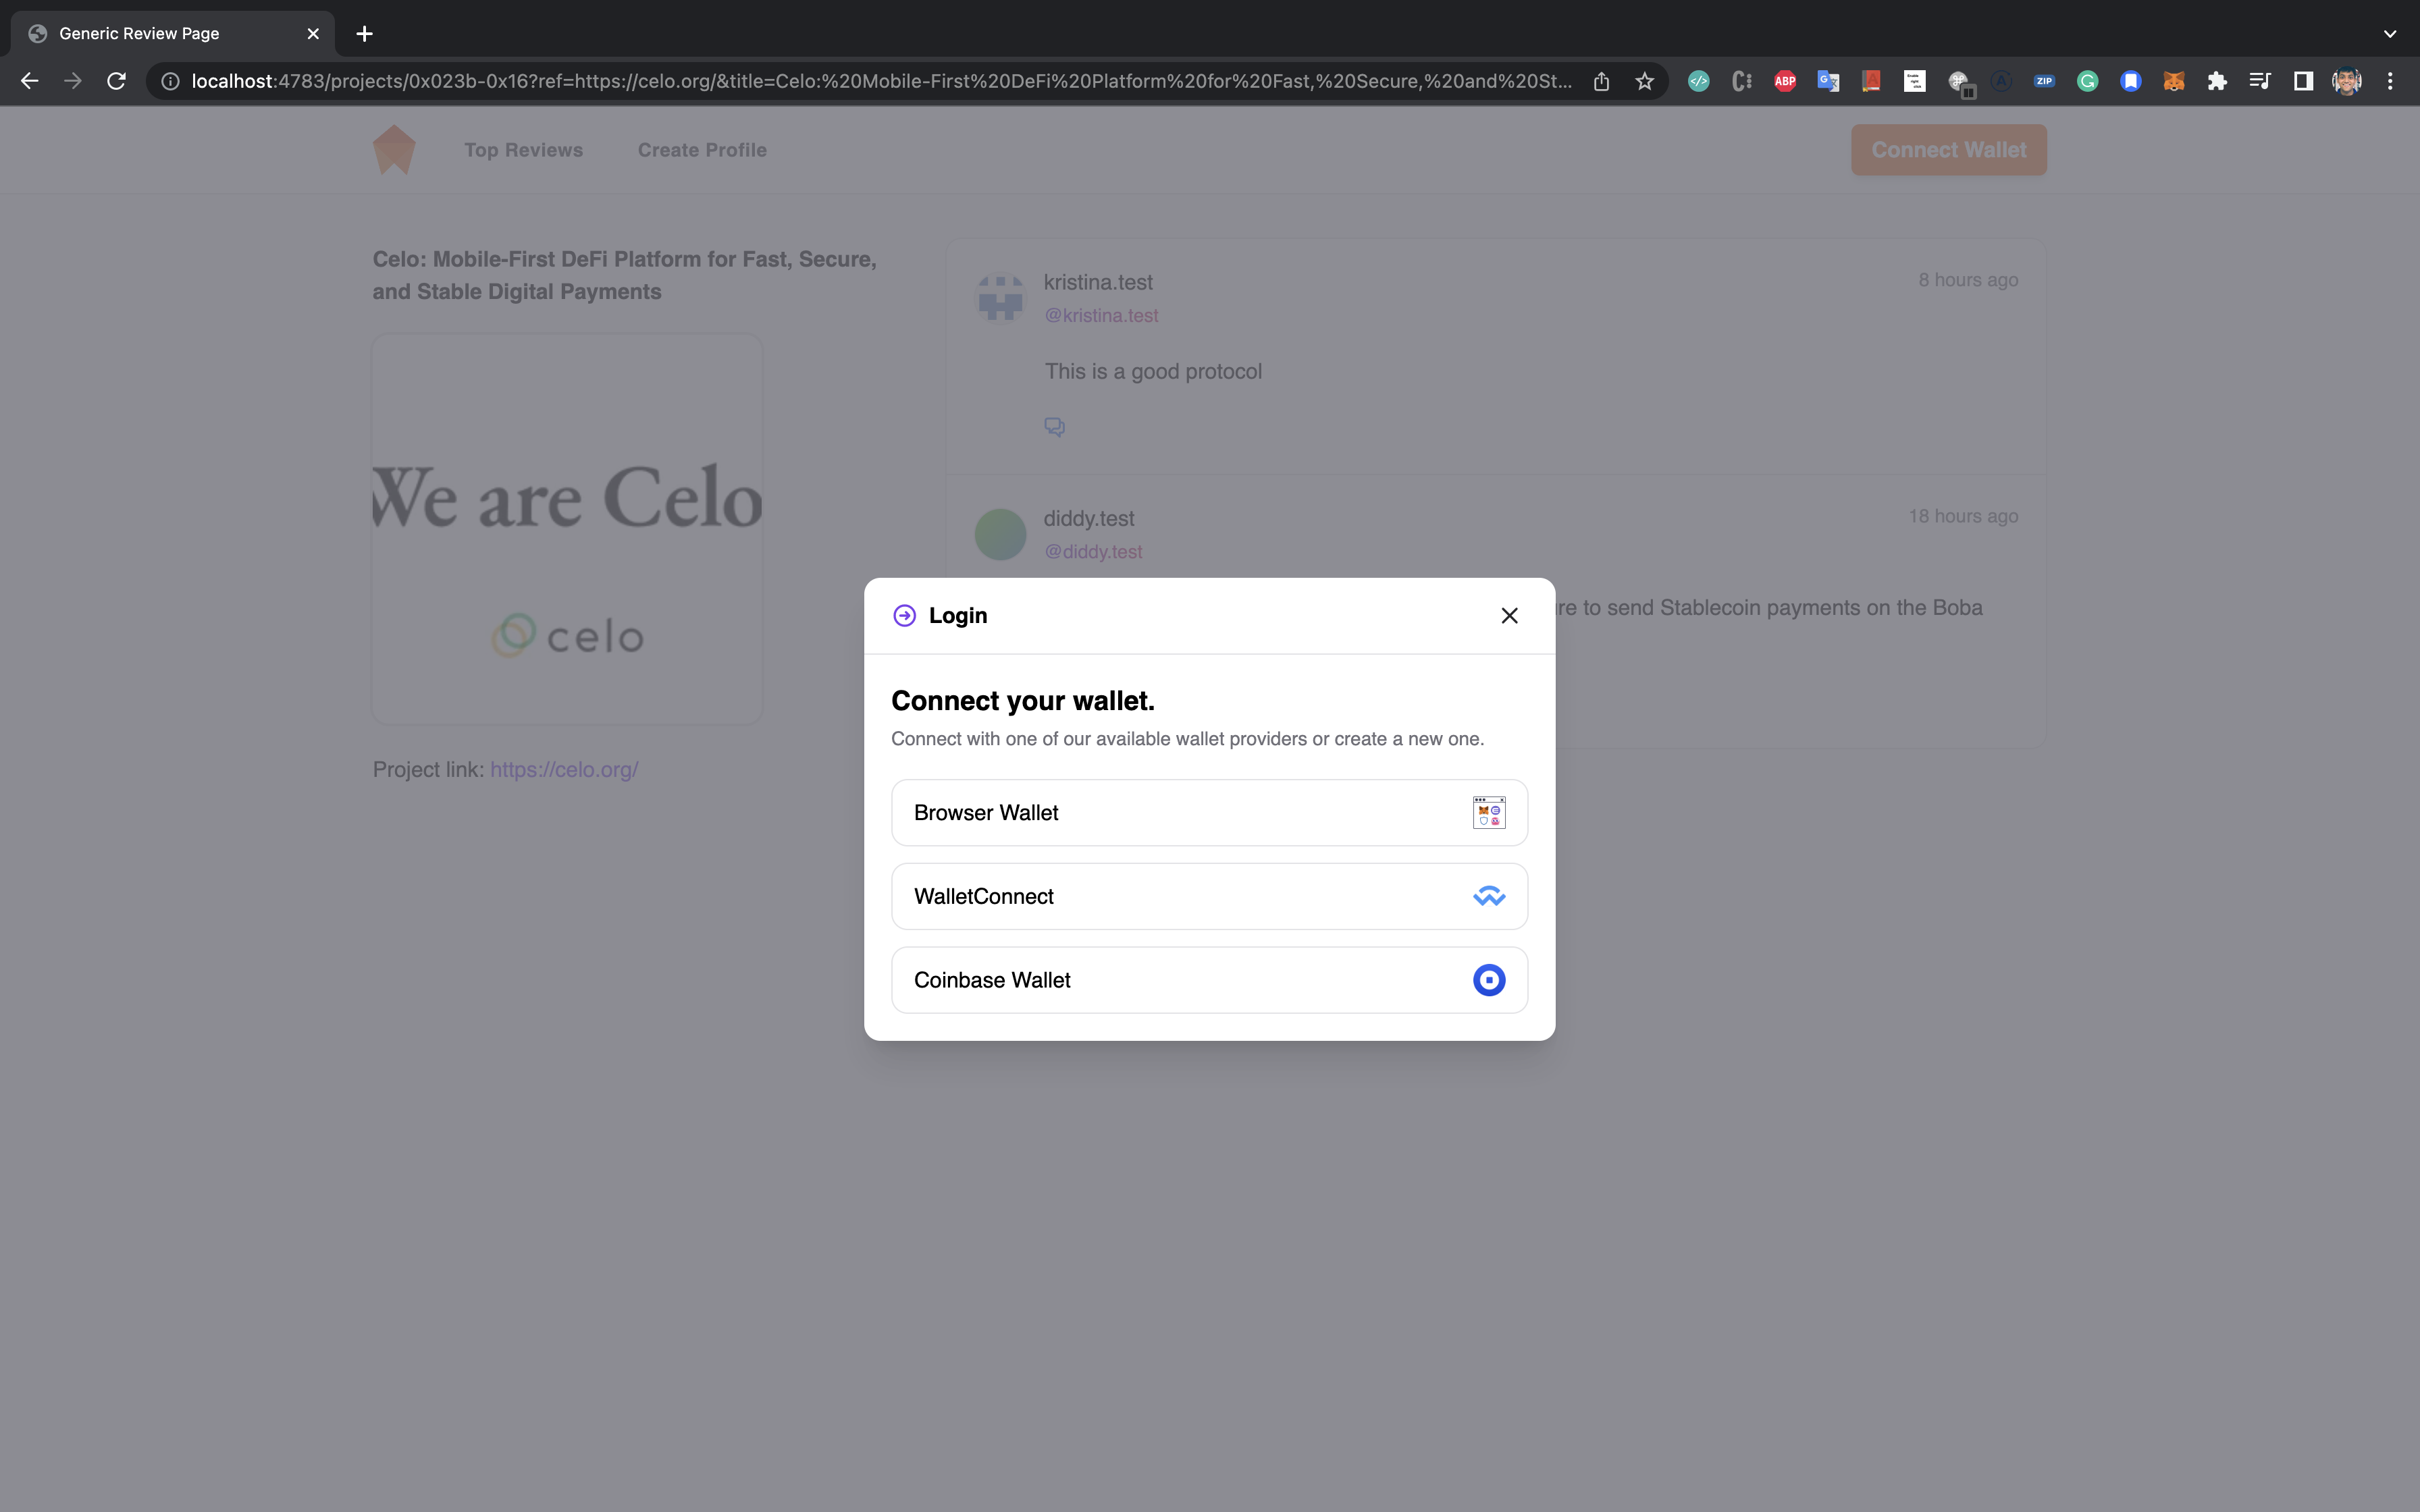 Generic Review Page
localhost:4783/projects/0x023b-0x16?ref=https://celo.org/&title=Celo:%20Mobile-First%20DeFi%20Platform%20for%20Fast,%20Secure,%20and%20St...
ABP
ZIP
Top Reviews
Create Profile
Connect Wallet
Celo: Mobile-First DeFi Platform for Fast, Secure,
and Stable Digital Payments
We are Celo
celo
Project link: https://celo.org/
kristina.test
8 hours ago
@kristina.test
This is a good protocol
diddy.test
18 hours ago
@diddy.test
re to send Stablecoin payments on the Boba
Login
Connect your wallet.
Connect with one of our available wallet providers or create a new one.
Browser Wallet
WalletConnect
Coinbase Wallet